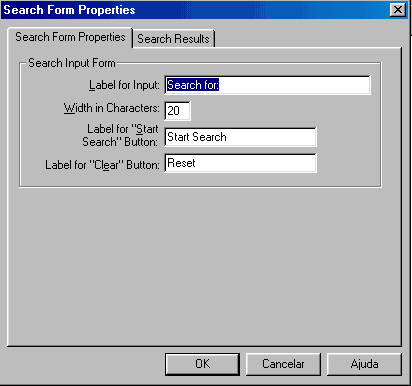 Search Form Properties
Search Form Properties
Search Results
Search Input Form
Label for Input:
Search for:
Width in Characters:
20
Label for "Start
Search" Button:
Start Search
Label for "Clear" Button:
Reset
OK
Cancelar
Ajuda